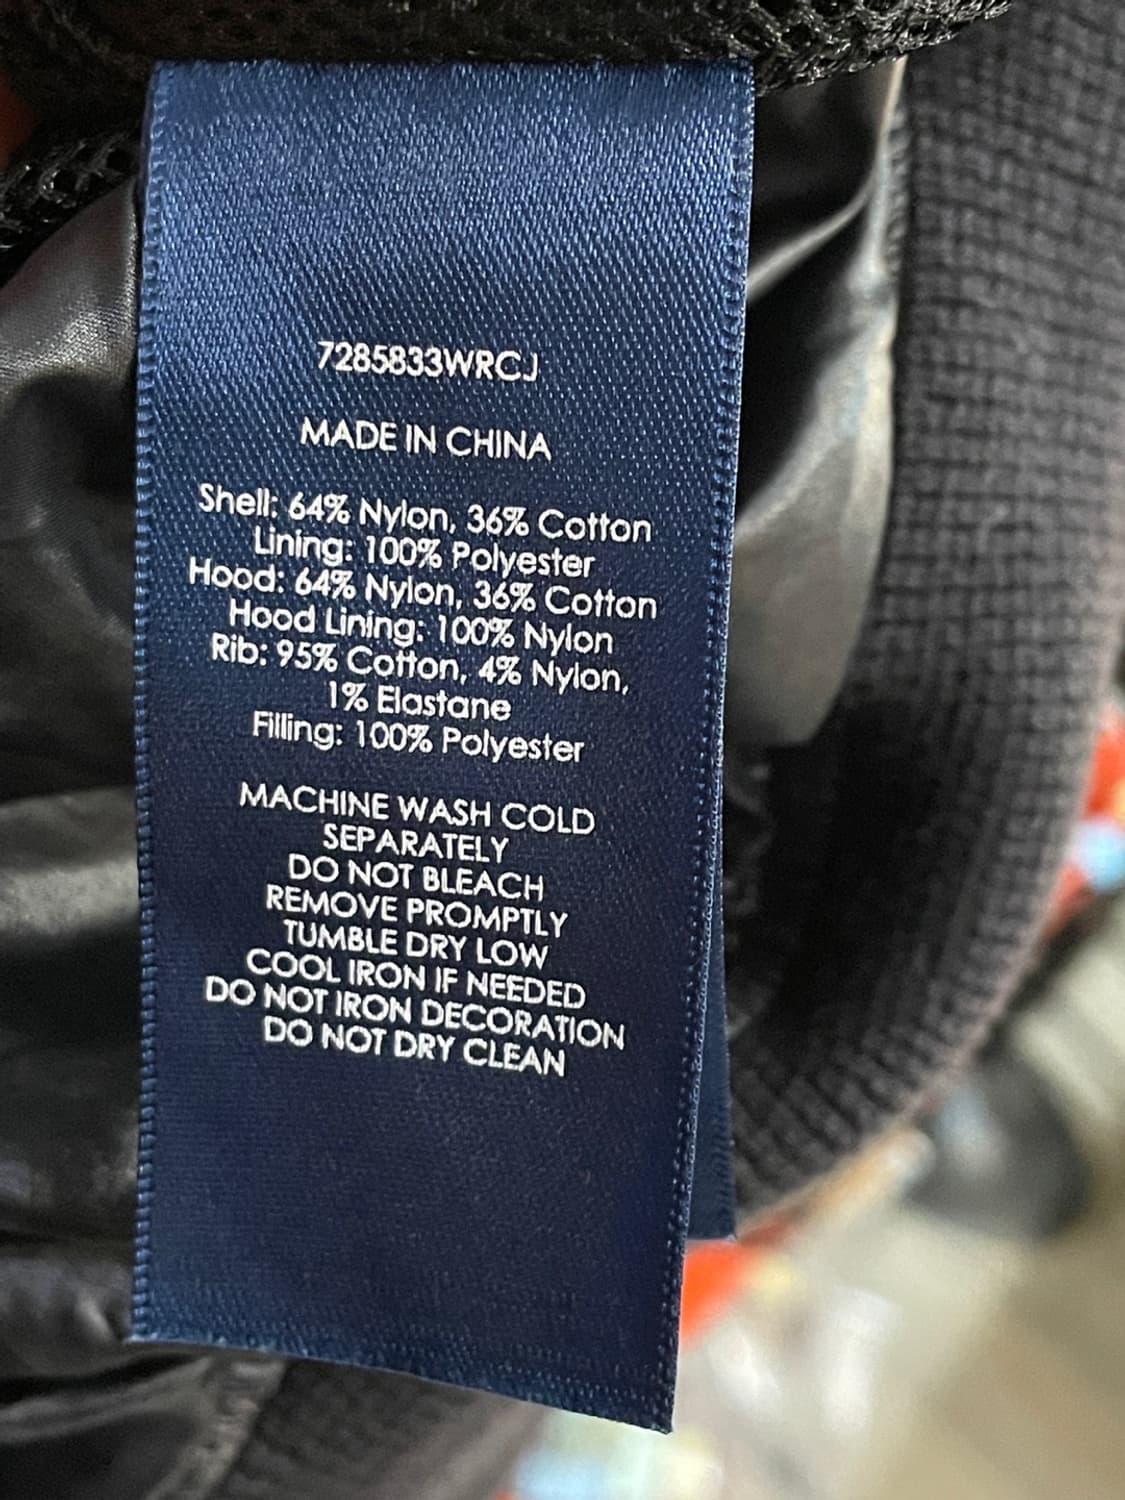 7285833WRCJ
MADE IN CHINA
Shell: 64% Nylon, 36% Cotton
Lining: 100% Polyester
Hood: 64% Nylon, 36% Cotton
Hood Lining: 100% Nylon
Rib: 95% Cotton, 4% Nylon,
1% Elastane
Filling: 100% Polyester
MACHINE WASH COLD
SEPARATELY
DO NOT BLEACH
REMOVE PROMPTLY
TUMBLE DRY LOW
COOL IRON IF NEEDED
DO NOT IRON DECORATION
DO NOT DRY CLEAN